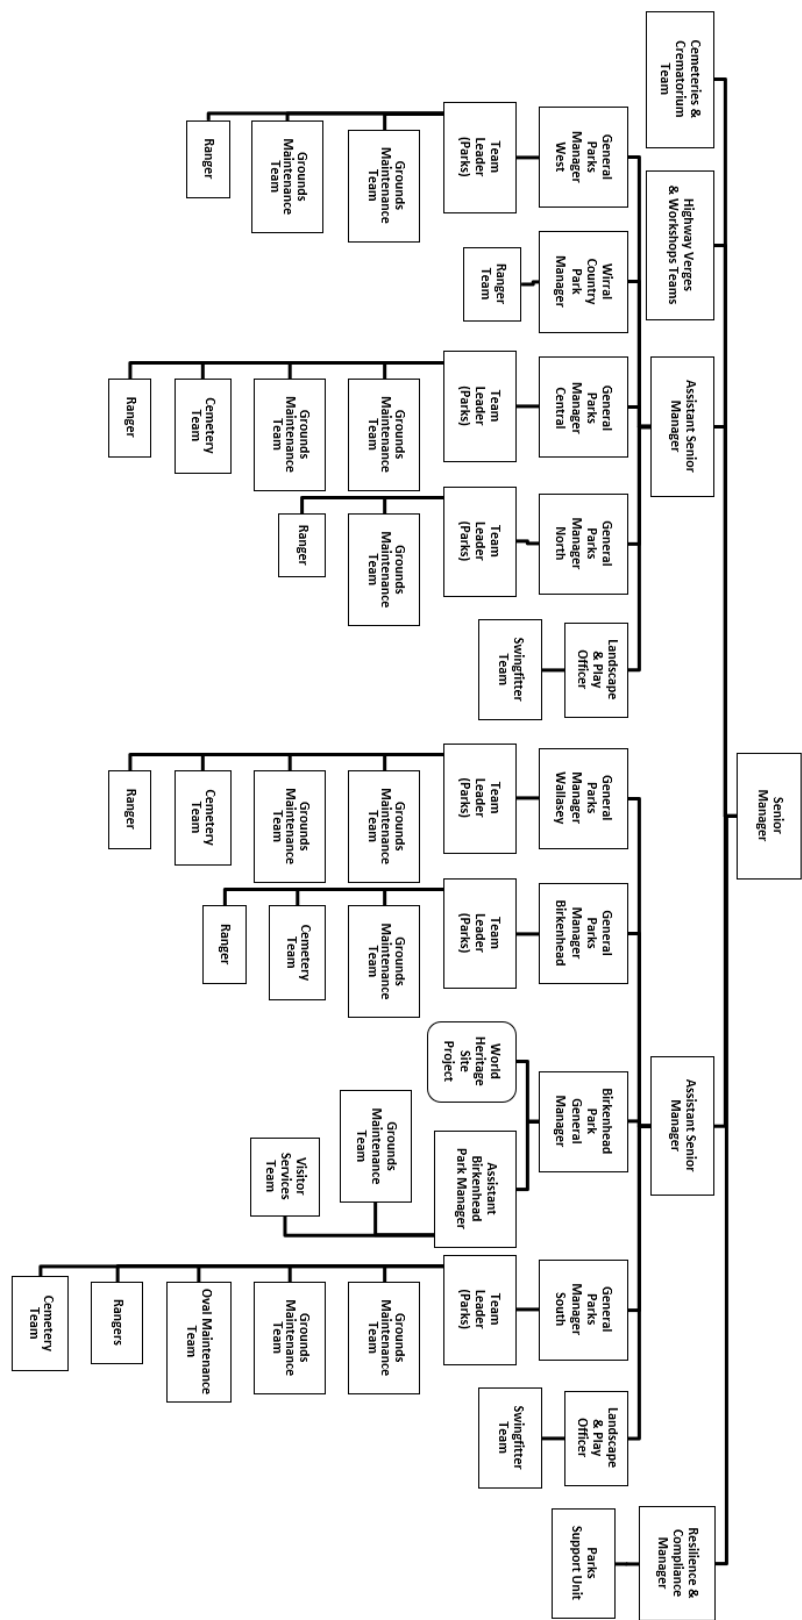 Senior
Manager
Cemeteries &
Crematorium
Team
Highway Verges
& Workshops Teams
Assistant Senior
Manager
Assistant Senior
Manager
Resilience &
Compliance
Manager
General
Parks
Manager
West
Wirral
Country
Park
Manager
General
Parks
Manager
Central
General
Parks
Manager
North
Landscape
& Play
Officer
General
Parks
Manager
Wallasey
General
Parks
Manager
Birkenhead
Birkenhead
Park
General
Manager
General
Parks
Manager
South
Landscape
& Play
Officer
Parks
Support Unit
Team
Leader
(Parks)
Ranger
Team
Team
Leader
(Parks)
Team
Leader
(Parks)
Swingfitter
Team
Team
Leader
(Parks)
Team
Leader
(Parks)
World
Heritage
Site
Project
Assistant
Birkenhead
Park Manager
Team
Leader
(Parks)
Swingfitter
Team
Grounds
Maintenance
Team
Grounds
Maintenance
Team
Grounds
Maintenance
Team
Grounds
Maintenance
Team
Grounds
Maintenance
Team
Grounds
Maintenance
Team
Grounds
Maintenance
Team
Grounds
Maintenance
Team
Grounds
Maintenance
Team
Ranger
Grounds
Maintenance
Team
Cemetery
Team
Visitor
Services
Team
Grounds
Maintenance
Team
Ranger
Cemetery
Team
Cemetery
Team
Ranger
Oval Maintenance
Team
Ranger
Ranger
Rangers
Cemetery
Team